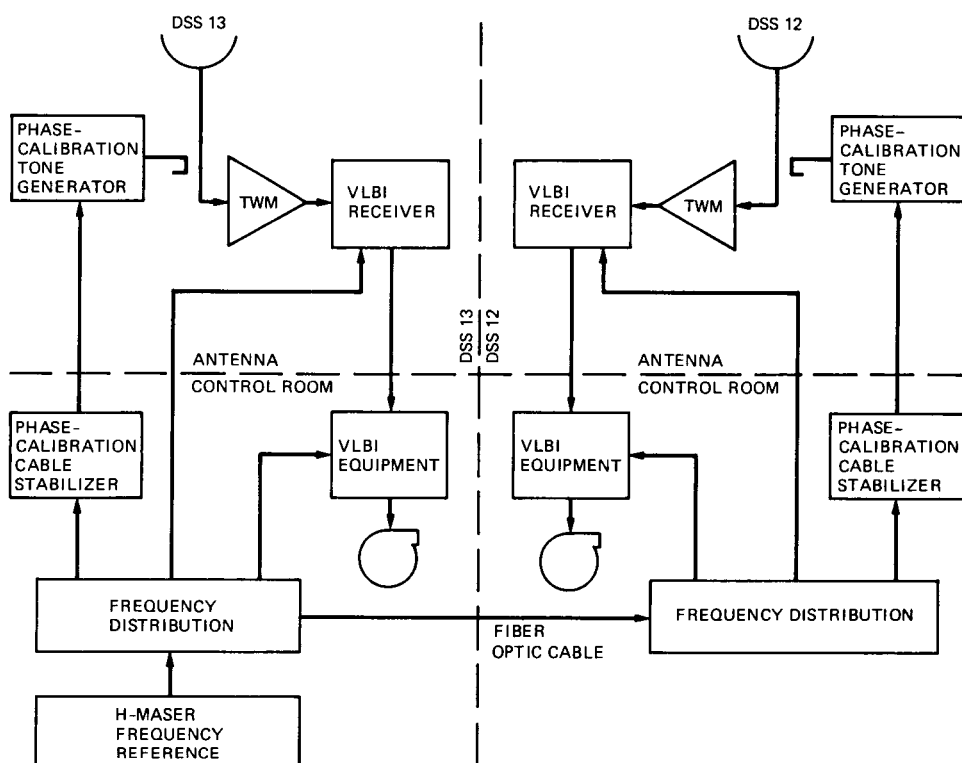 DSS 13
DSS 12
PHASE-
CALIBRATION
TONE
GENERATOR
TWM
VLBI
RECEIVER
VLBI
RECEIVER
TWM
PHASE-
CALIBRATION
TONE
GENERATOR
DSS 13
DSS 12
ANTENNA
CONTROL ROOM
ANTENNA
CONTROL ROOM
PHASE-
CALIBRATION
CABLE
STABILIZER
VLBI
EQUIPMENT
VLBI
EQUIPMENT
PHASE-
CALIBRATION
CABLE
STABILIZER
FREQUENCY
DISTRIBUTION
FIBER
OPTIC CABLE
FREQUENCY DISTRIBUTION
H-MASER
FREQUENCY
REFERENCE